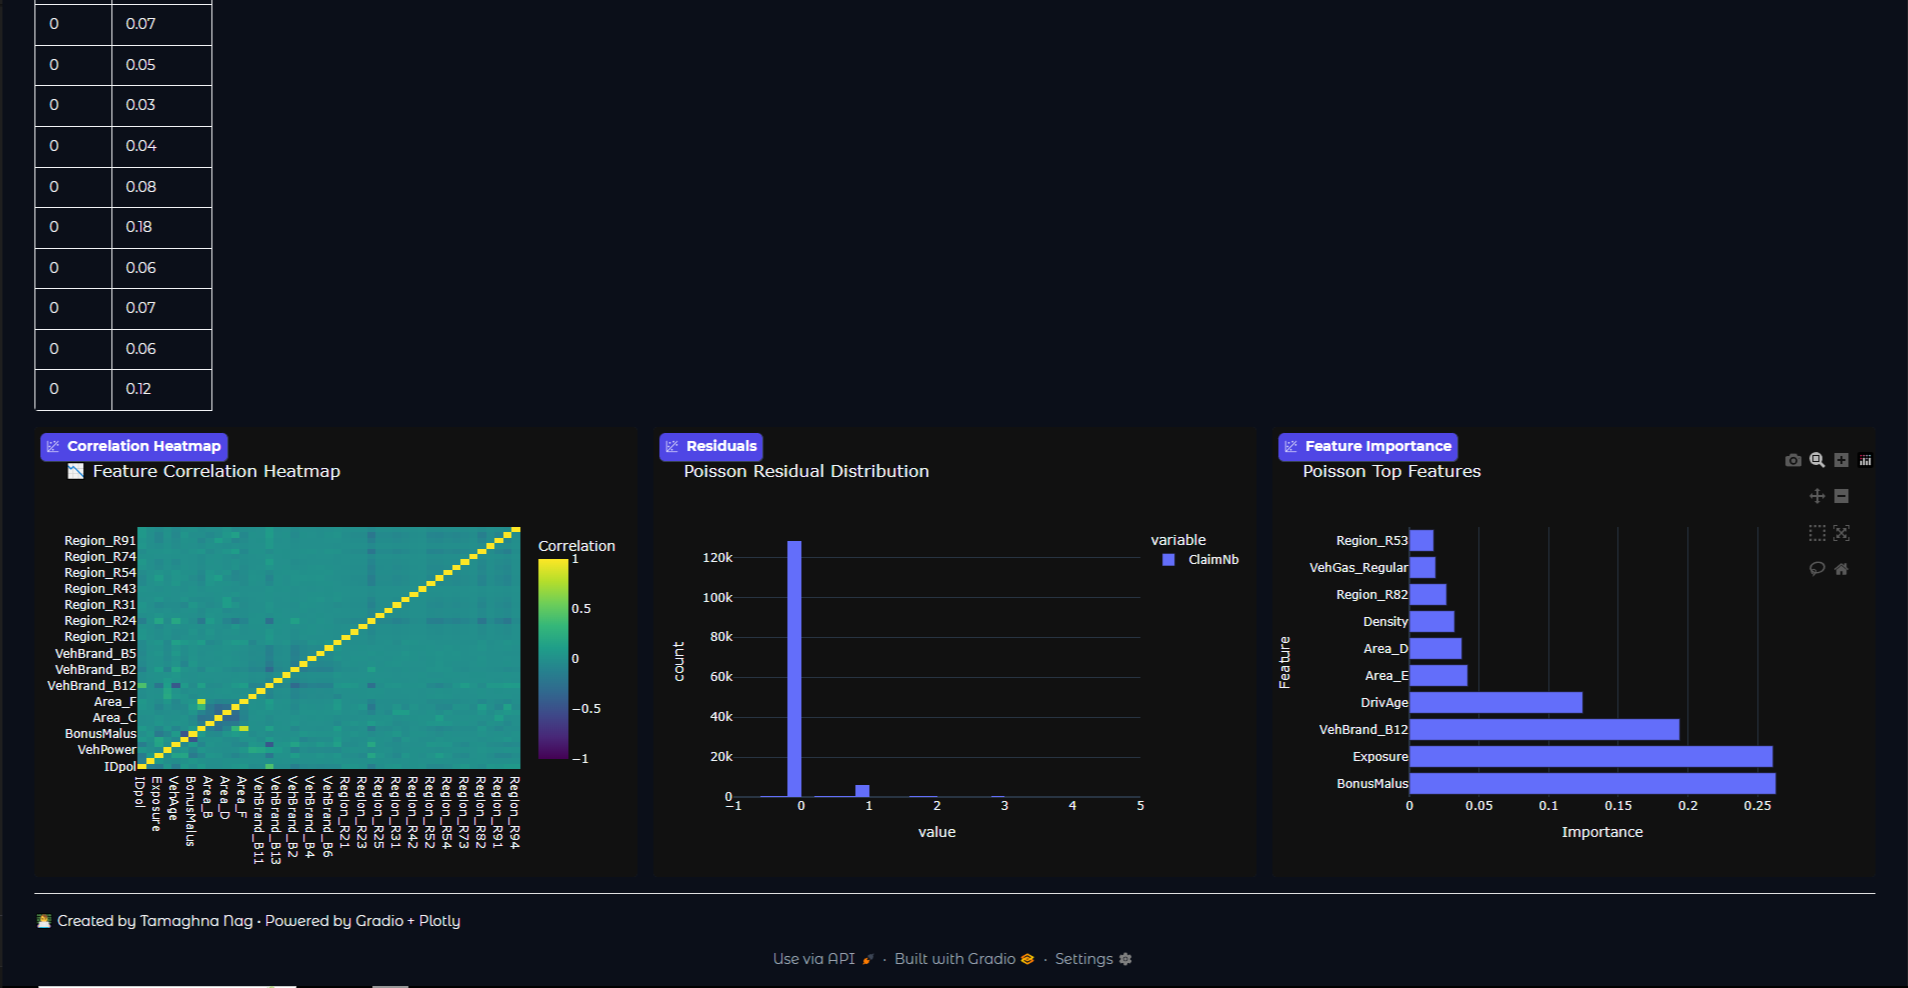 0 0.07
0 0.05
0 0.03
0 0.04
0 0.08
0 0.18
0 0.06
0 0.07
0 0.06
0 0.12
Correlation Heatmap
Feature Correlation Heatmap
Region_R91
Region_R74
Region_R54
Region_R43
Region_R31
Region_R24
Region_R21
VehBrand_B5
VehBrand_B2
VehBrand_B12
Area_F
Area_C
BonusMalus
VehPower
IDpol
IDpol
Exposure
VehAge
BonusMalus
Area_B
Area_D
Area_F
VehBrand_B11
VehBrand_B13
VehBrand_B2
VehBrand_B4
VehBrand_B6
Region_R21
Region_R23
Region_R25
Region_R31
Region_R42
Region_R52
Region_R54
Region_R73
Region_R82
Region_R91
Region_R94
Correlation
1
0.5
0
−0.5
−1
Residuals
Poisson Residual Distribution
count
120k
100k
80k
60k
40k
20k
0
−1 0 1 2 3 4 5
value
variable
ClaimNb
Feature Importance
Poisson Top Features
Feature
Region_R53
VehGas_Regular
Region_R82
Density
Area_D
Area_E
DrivAge
VehBrand_B12
Exposure
BonusMalus
0 0.05 0.1 0.15 0.2 0.25
Importance
Created by Tamaghna Nag • Powered by Gradio + Plotly
Use via API · Built with Gradio · Settings